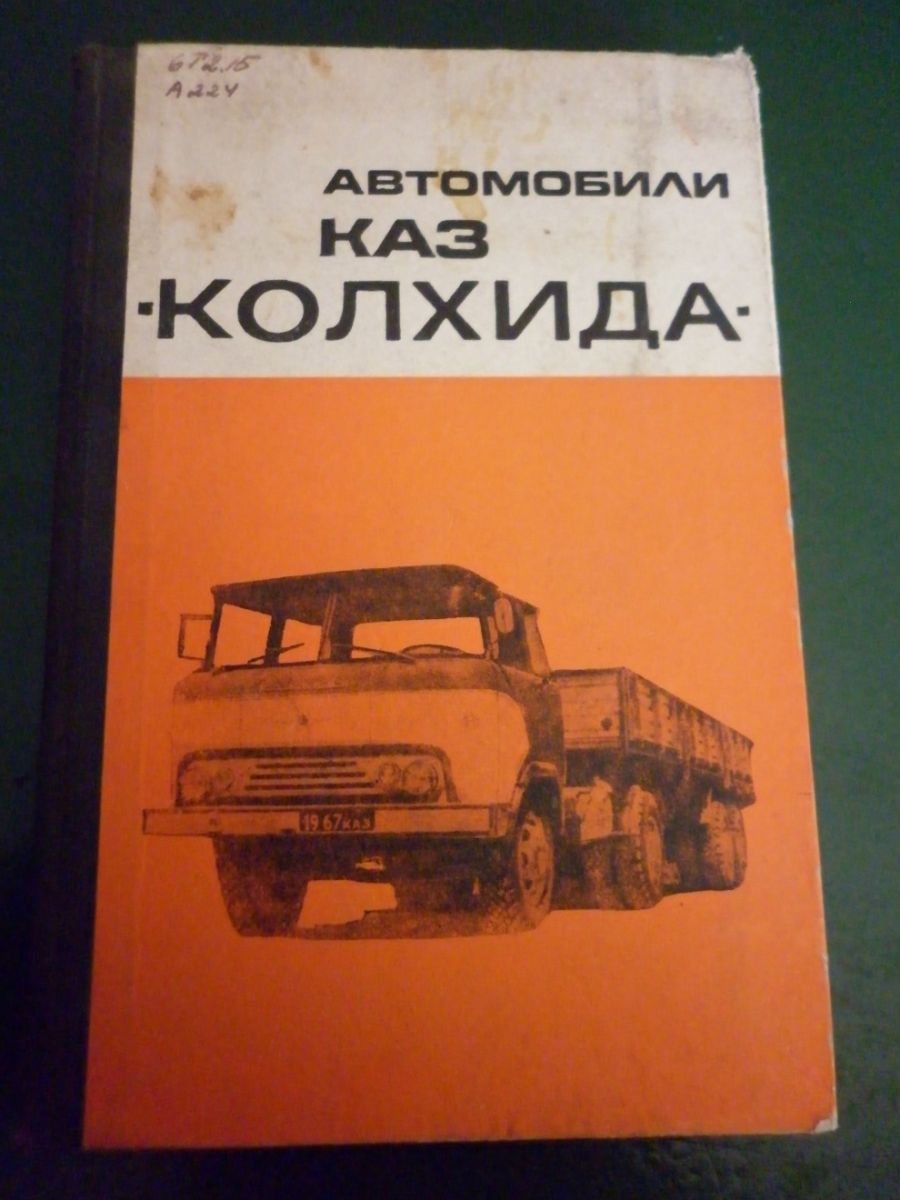 6Т2.15
А224
АВТОМОБИЛИ
КАЗ
·КОЛХИДА·
19 67 КАЗ